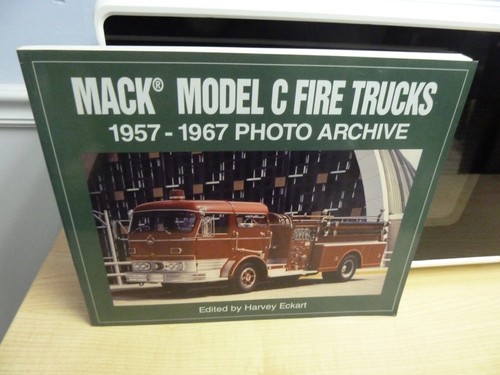 MACK® MODEL C FIRE TRUCKS
1957 - 1967 PHOTO ARCHIVE
Edited by Harvey Eckart